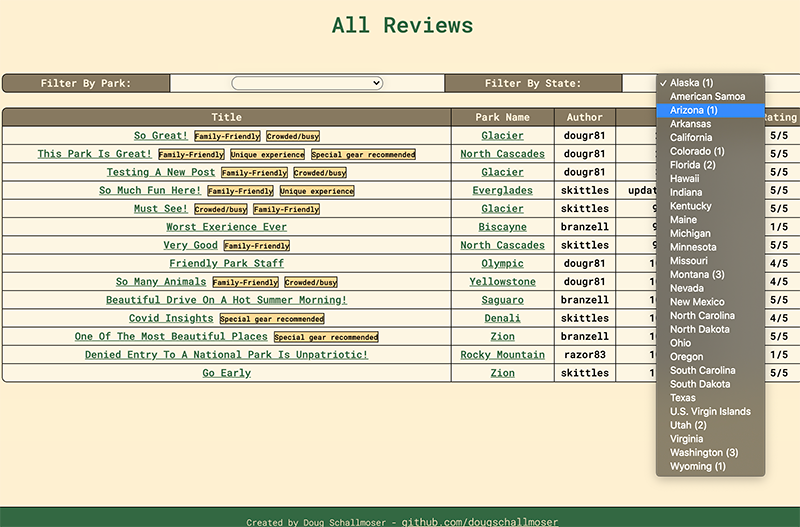 All Reviews
Filter By Park: Filter By State:
Title Park Name Author Rating
So Great! Family-Friendly Crowded/busy Glacier dougr81 5/5
This Park Is Great! Family-Friendly Unique experience Special gear recommended North Cascades dougr81 5/5
Testing A New Post Family-Friendly Crowded/busy Glacier dougr81 5/5
So Much Fun Here! Family-Friendly Unique experience Everglades skittles 5/5
Must See! Crowded/busy Family-Friendly Glacier skittles 9 5/5
Worst Exerience Ever Biscayne branzell 9 1/5
Very Good Family-Friendly North Cascades skittles 9 5/5
Friendly Park Staff Olympic dougr81 4/5
So Many Animals Family-Friendly Crowded/busy Yellowstone dougr81 4/5
Beautiful Drive On A Hot Summer Morning! Saguaro branzell 5/5
Covid Insights Special gear recommended Denali skittles 4/5
One Of The Most Beautiful Places Special gear recommended Zion branzell 5/5
Denied Entry To A National Park Is Unpatriotic! Rocky Mountain razor83 1/5
Go Early Zion skittles 5/5
✓ Alaska (1)
American Samoa
Arizona (1)
Arkansas
California
Colorado (1)
Florida (2)
Hawaii
Indiana
Kentucky
Maine
Michigan
Minnesota
Missouri
Montana (3)
Nevada
New Mexico
North Carolina
North Dakota
Ohio
Oregon
South Carolina
South Dakota
Texas
U.S. Virgin Islands
Utah (2)
Virginia
Washington (3)
Wyoming (1)
Created by Doug Schallmoser - github.com/dougschallmoser